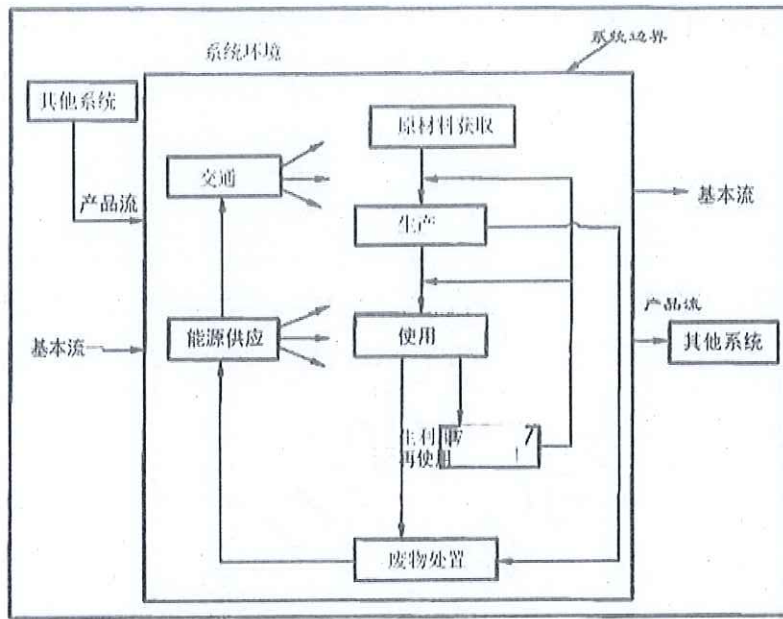 系统边界
系统环境
其他系统
原材料获取
交通
产品流
基本流
生产
产品流
基本流
能源供应
使用
其他系统
再使用
废物处置